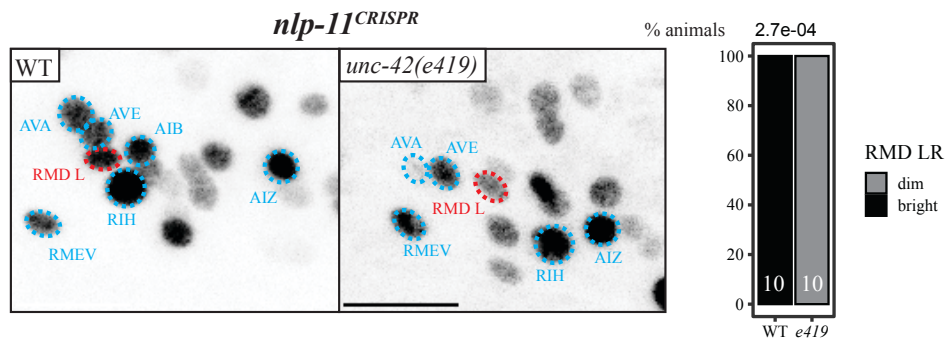 nlp-11CRISPR
WT
AVA
AVE
AIB
RMD L
AIZ
RIH
RMEV
unc-42(e419)
AVA
AVE
RMD L
RMEV
RIH
AIZ
% animals
2.7e-04
100
80
60
40
20
0
10
10
WT
e419
RMD LR
dim
bright